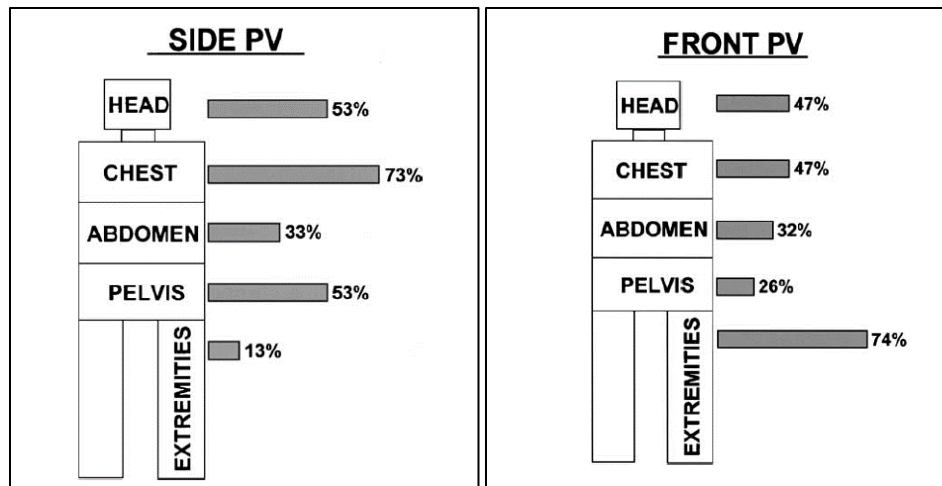 SIDE PV
HEAD
53%
CHEST
73%
ABDOMEN
33%
PELVIS
53%
EXTREMITIES
13%
FRONT PV
HEAD
47%
CHEST
47%
ABDOMEN
32%
PELVIS
26%
EXTREMITIES
74%